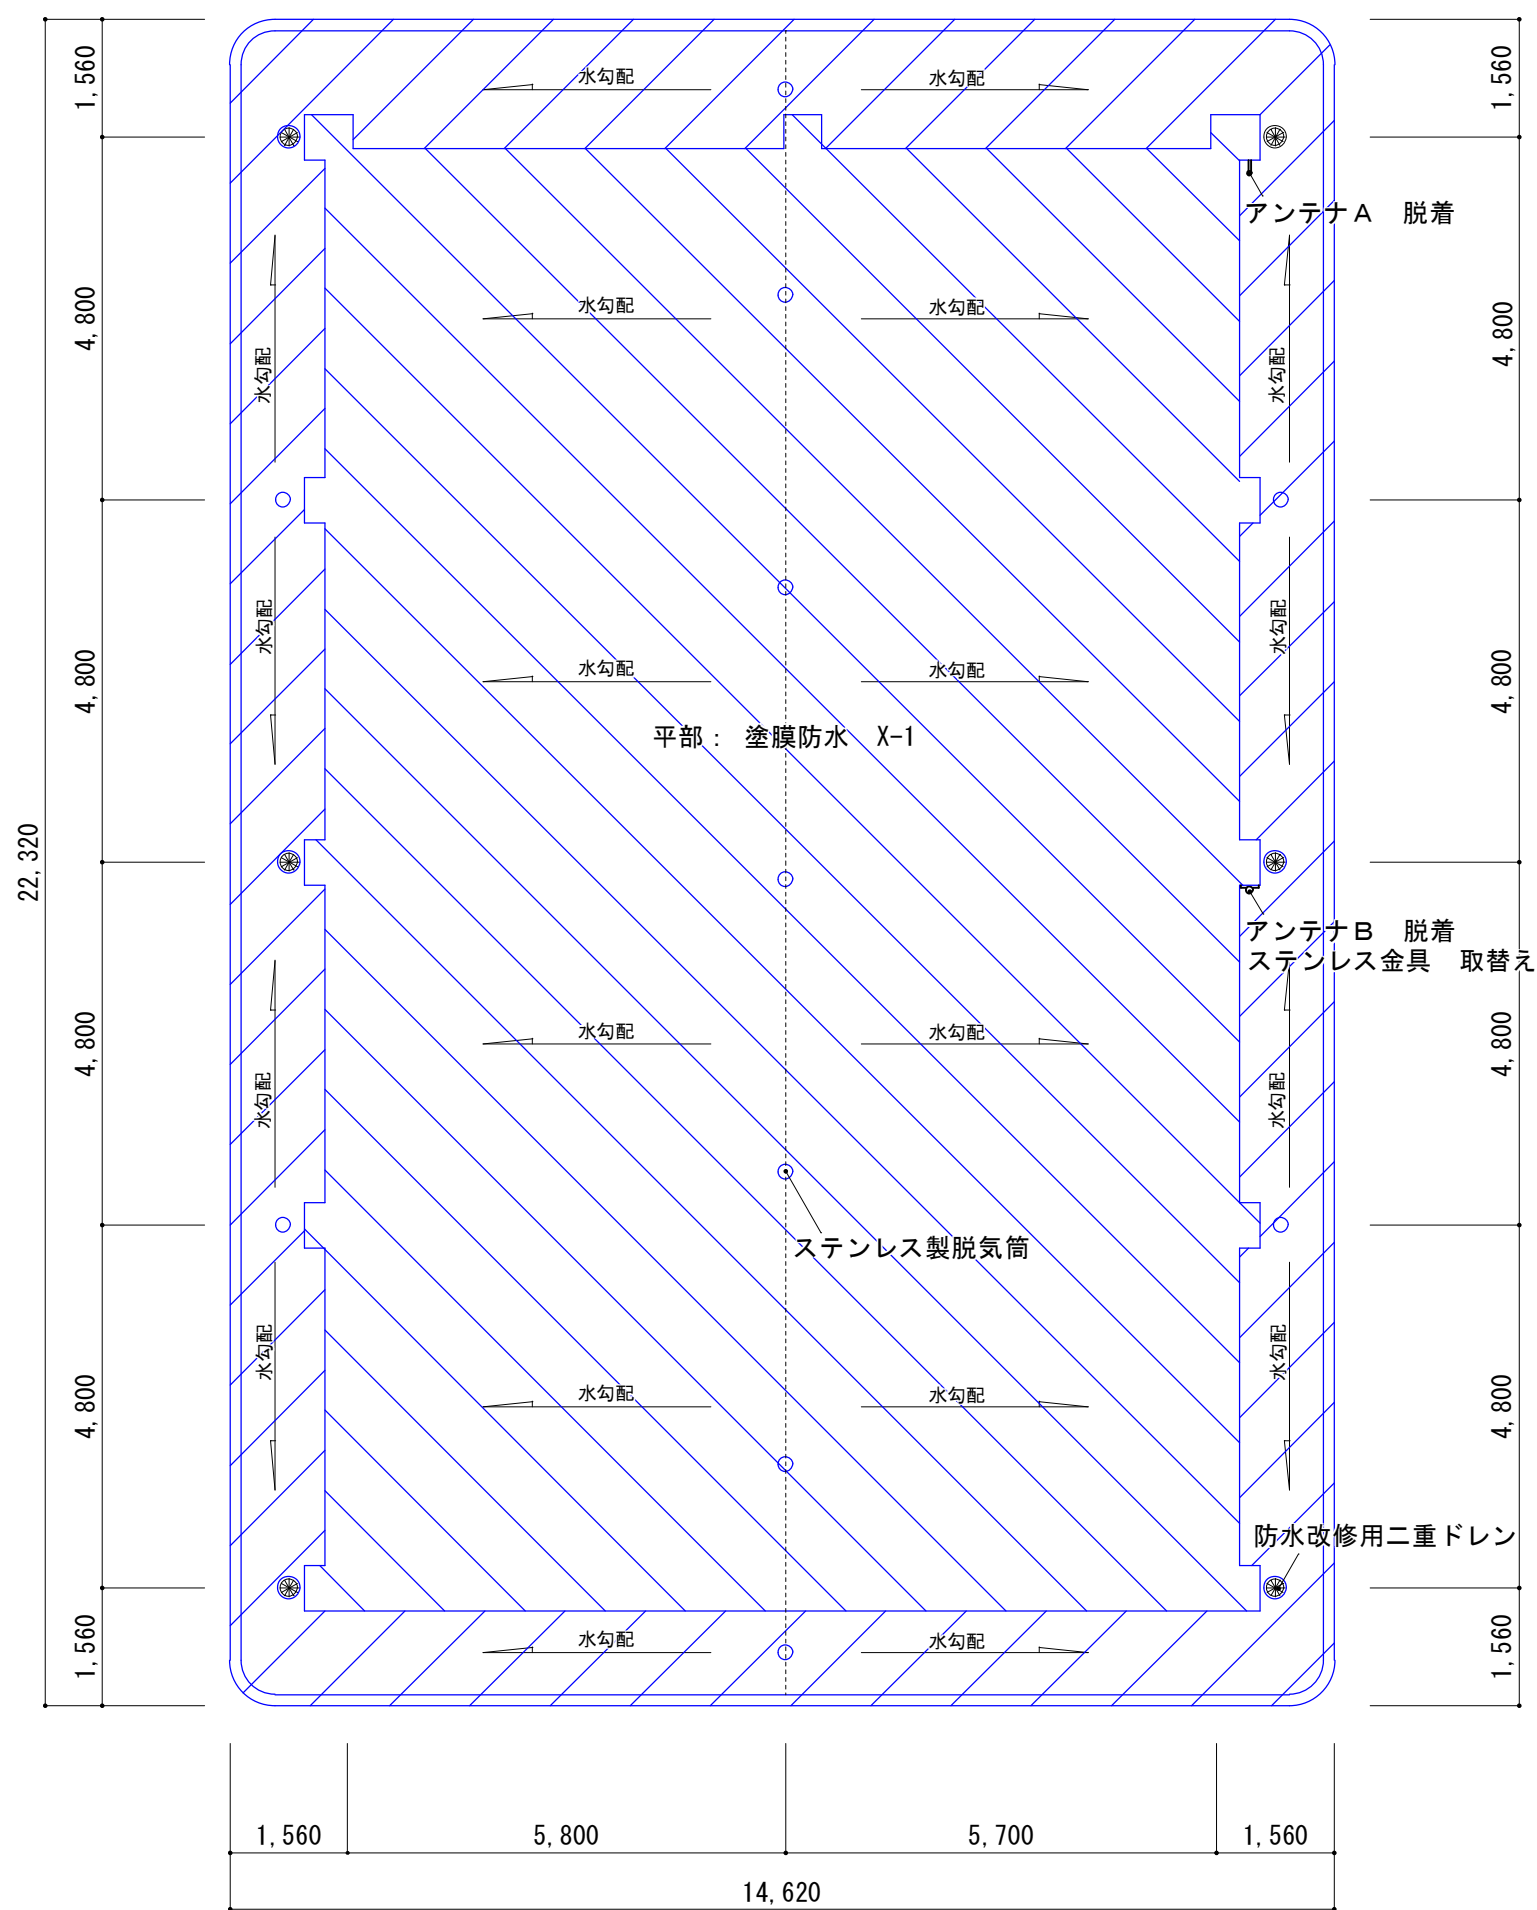 1,560
1,560
水勾配
水勾配
アンテナA 脱着
4,800
水勾配
水勾配
水勾配
水勾配
4,800
4,800
水勾配
水勾配
水勾配
水勾配
4,800
平部: 塗膜防水 X-1
22,320
アンテナB 脱着
ステンレス金具 取替え
4,800
水勾配
水勾配
水勾配
水勾配
4,800
ステンレス製脱気筒
4,800
水勾配
水勾配
水勾配
水勾配
4,800
防水改修用二重ドレン
1,560
水勾配
水勾配
1,560
1,560
5,800
5,700
1,560
14,620